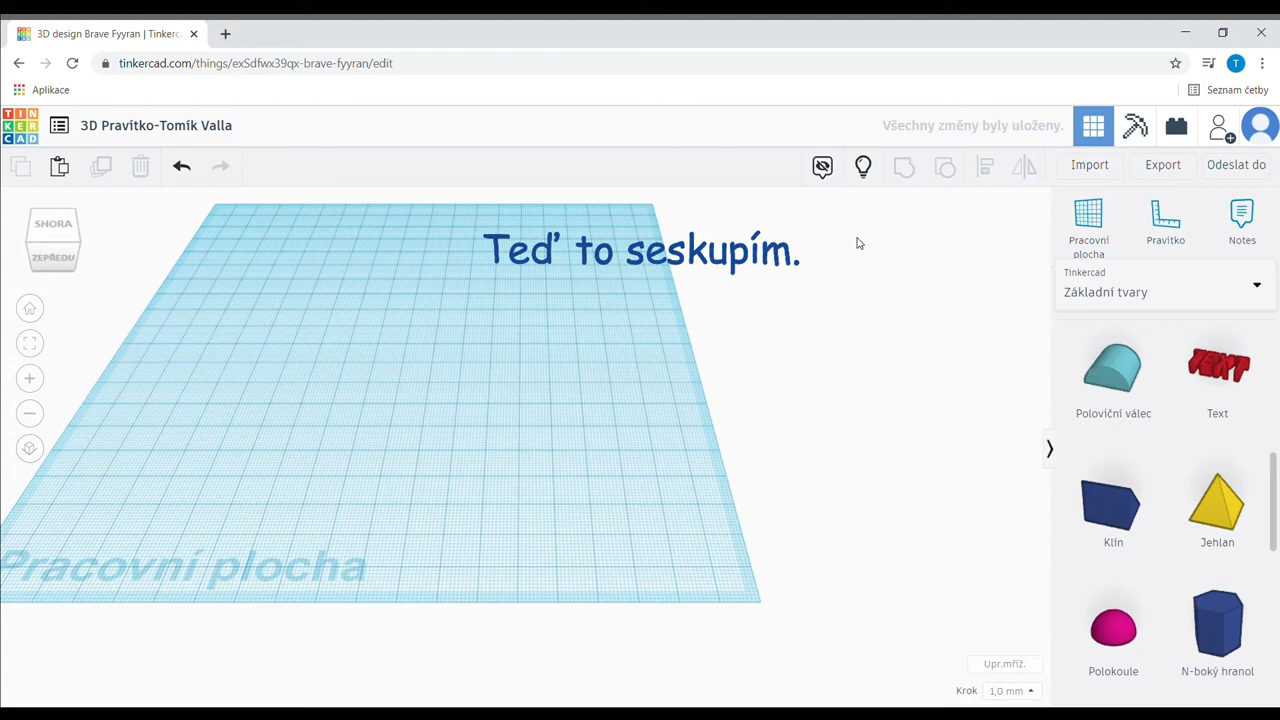 3D design Brave Fyyran | Tinkerc
tinkercad.com/things/exSdfwx39qx-brave-fyyran/edit
T
Aplikace
Seznam četby
TIN
KER
CAD
3D Pravítko-Tomík Valla
Všechny změny byly uloženy.
Import
Export
Odeslat do
SHORA
ZEPŘEDU
Teď to seskupím.
Pracovní plocha
Pravítko
Notes
Tinkercad
Základní tvary
TEXT
Poloviční válec
Text
Klín
Jehlan
Polokoule
N-boký hranol
Pracovní plocha
Upr.mříž.
Krok
1,0 mm